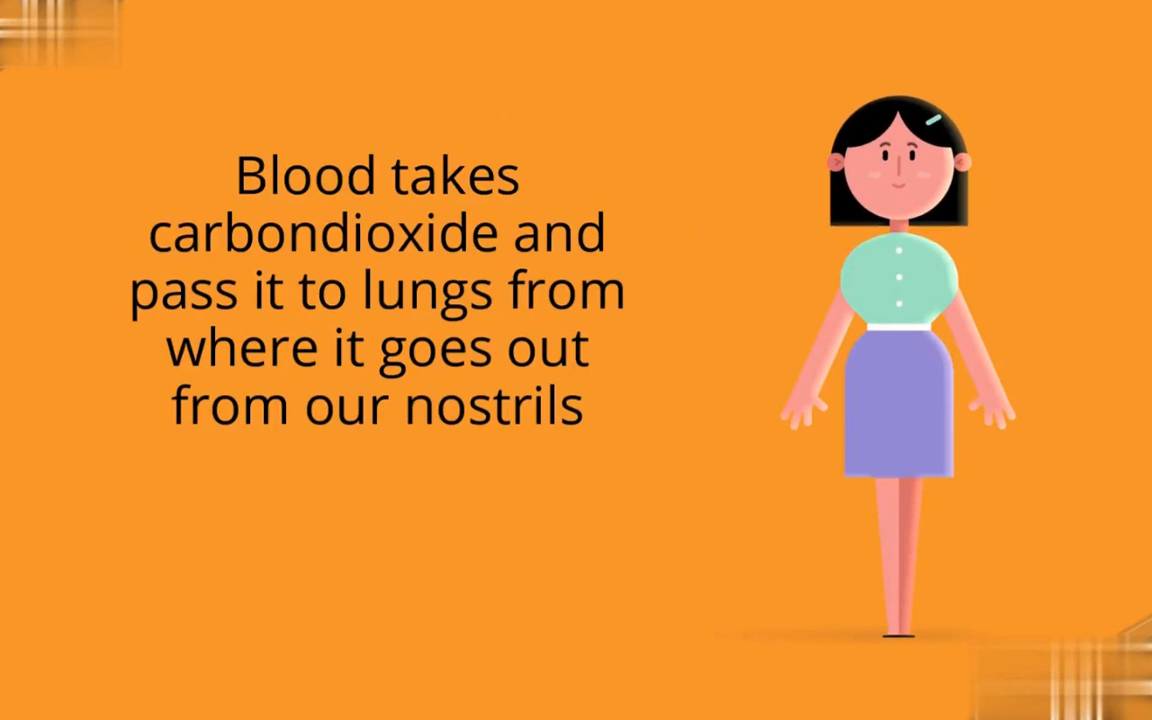 Blood takes
carbondioxide and
pass it to lungs from
where it goes out
from our nostrils